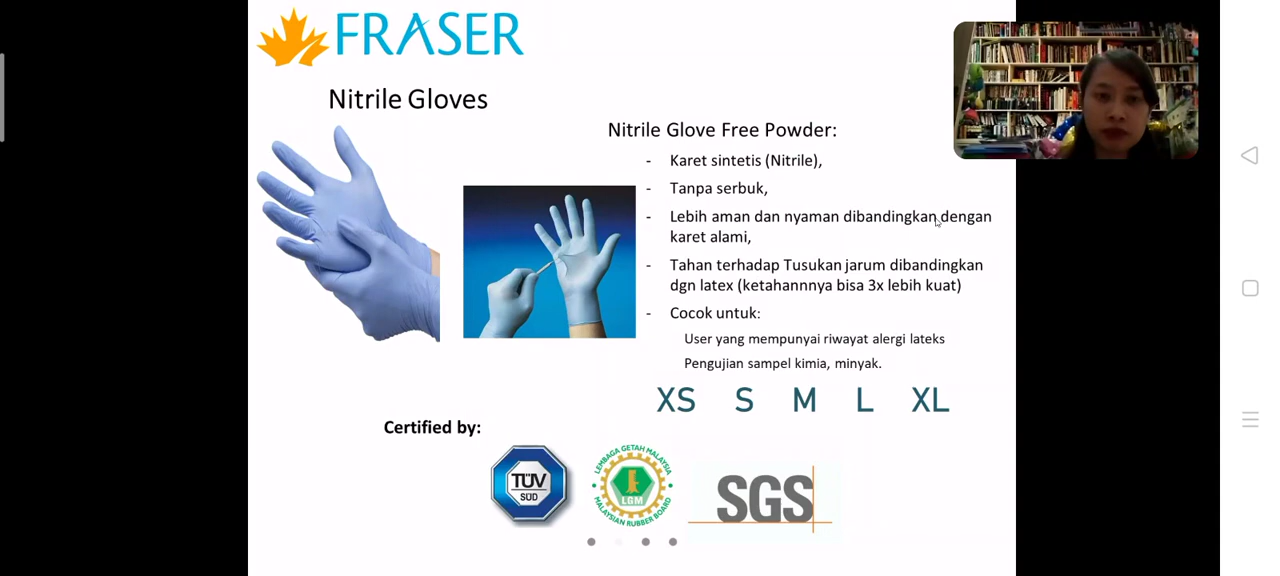 FRASER
Nitrile Gloves
Nitrile Glove Free Powder:
- Karet sintetis (Nitrile),
- Tanpa serbuk,
- Lebih aman dan nyaman dibandingkan dengan
karet alami,
- Tahan terhadap Tusukan jarum dibandingkan
dgn latex (ketahannnya bisa 3x lebih kuat)
- Cocok untuk:
User yang mempunyai riwayat alergi lateks
Pengujian sampel kimia, minyak.
XS S M L XL
Certified by:
TÜV
SÜD
LEMBAGA GETAH MALAYSIA
LGM
MALAYSIAN RUBBER BOARD
SGS